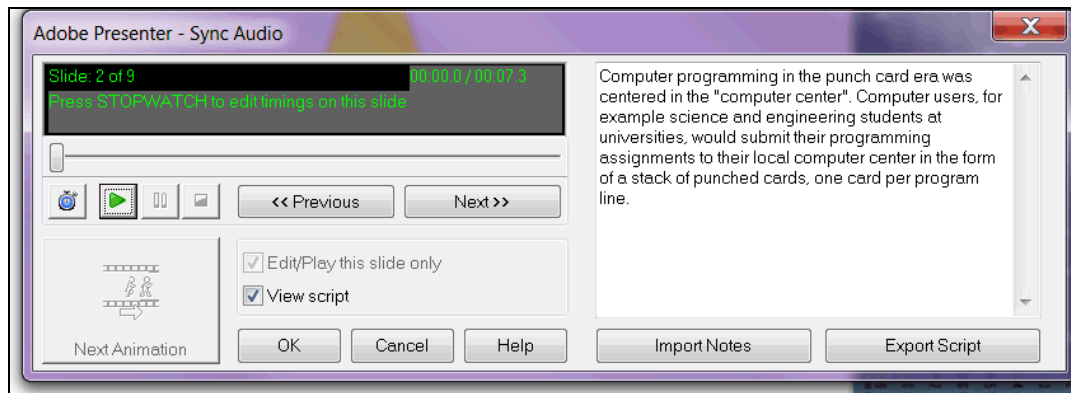 Adobe Presenter - Sync Audio
X
Slide: 2 of 9 00:00.0 / 00:07.3
Press STOPWATCH to edit timings on this slide
<< Previous
Next >>
Edit/Play this slide only
View script
Next Animation
OK
Cancel
Help
Computer programming in the punch card era was
centered in the "computer center". Computer users, for
example science and engineering students at
universities, would submit their programming
assignments to their local computer center in the form
of a stack of punched cards, one card per program
line.
Import Notes
Export Script